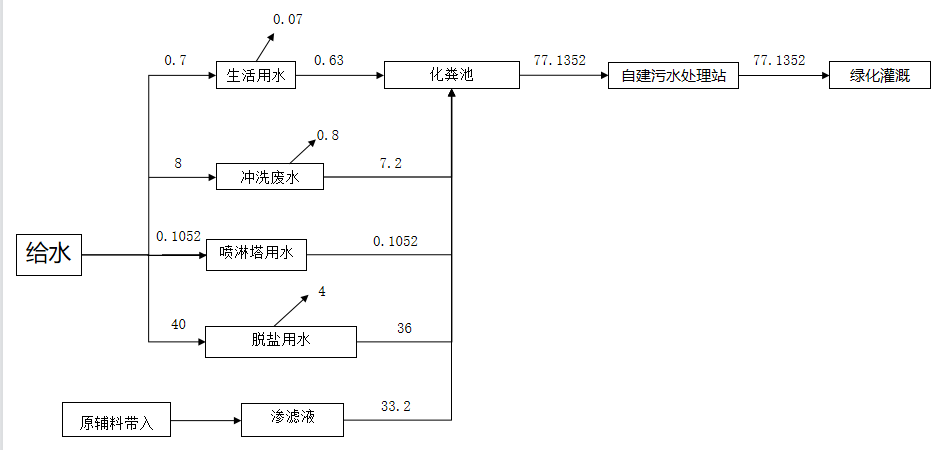 0.07
0.7
生活用水
0.63
化粪池
77.1352
自建污水处理站
77.1352
绿化灌溉
0.8
8
冲洗废水
7.2
给水
0.1052
喷淋塔用水
0.1052
4
40
脱盐用水
36
原辅料带入
渗滤液
33.2